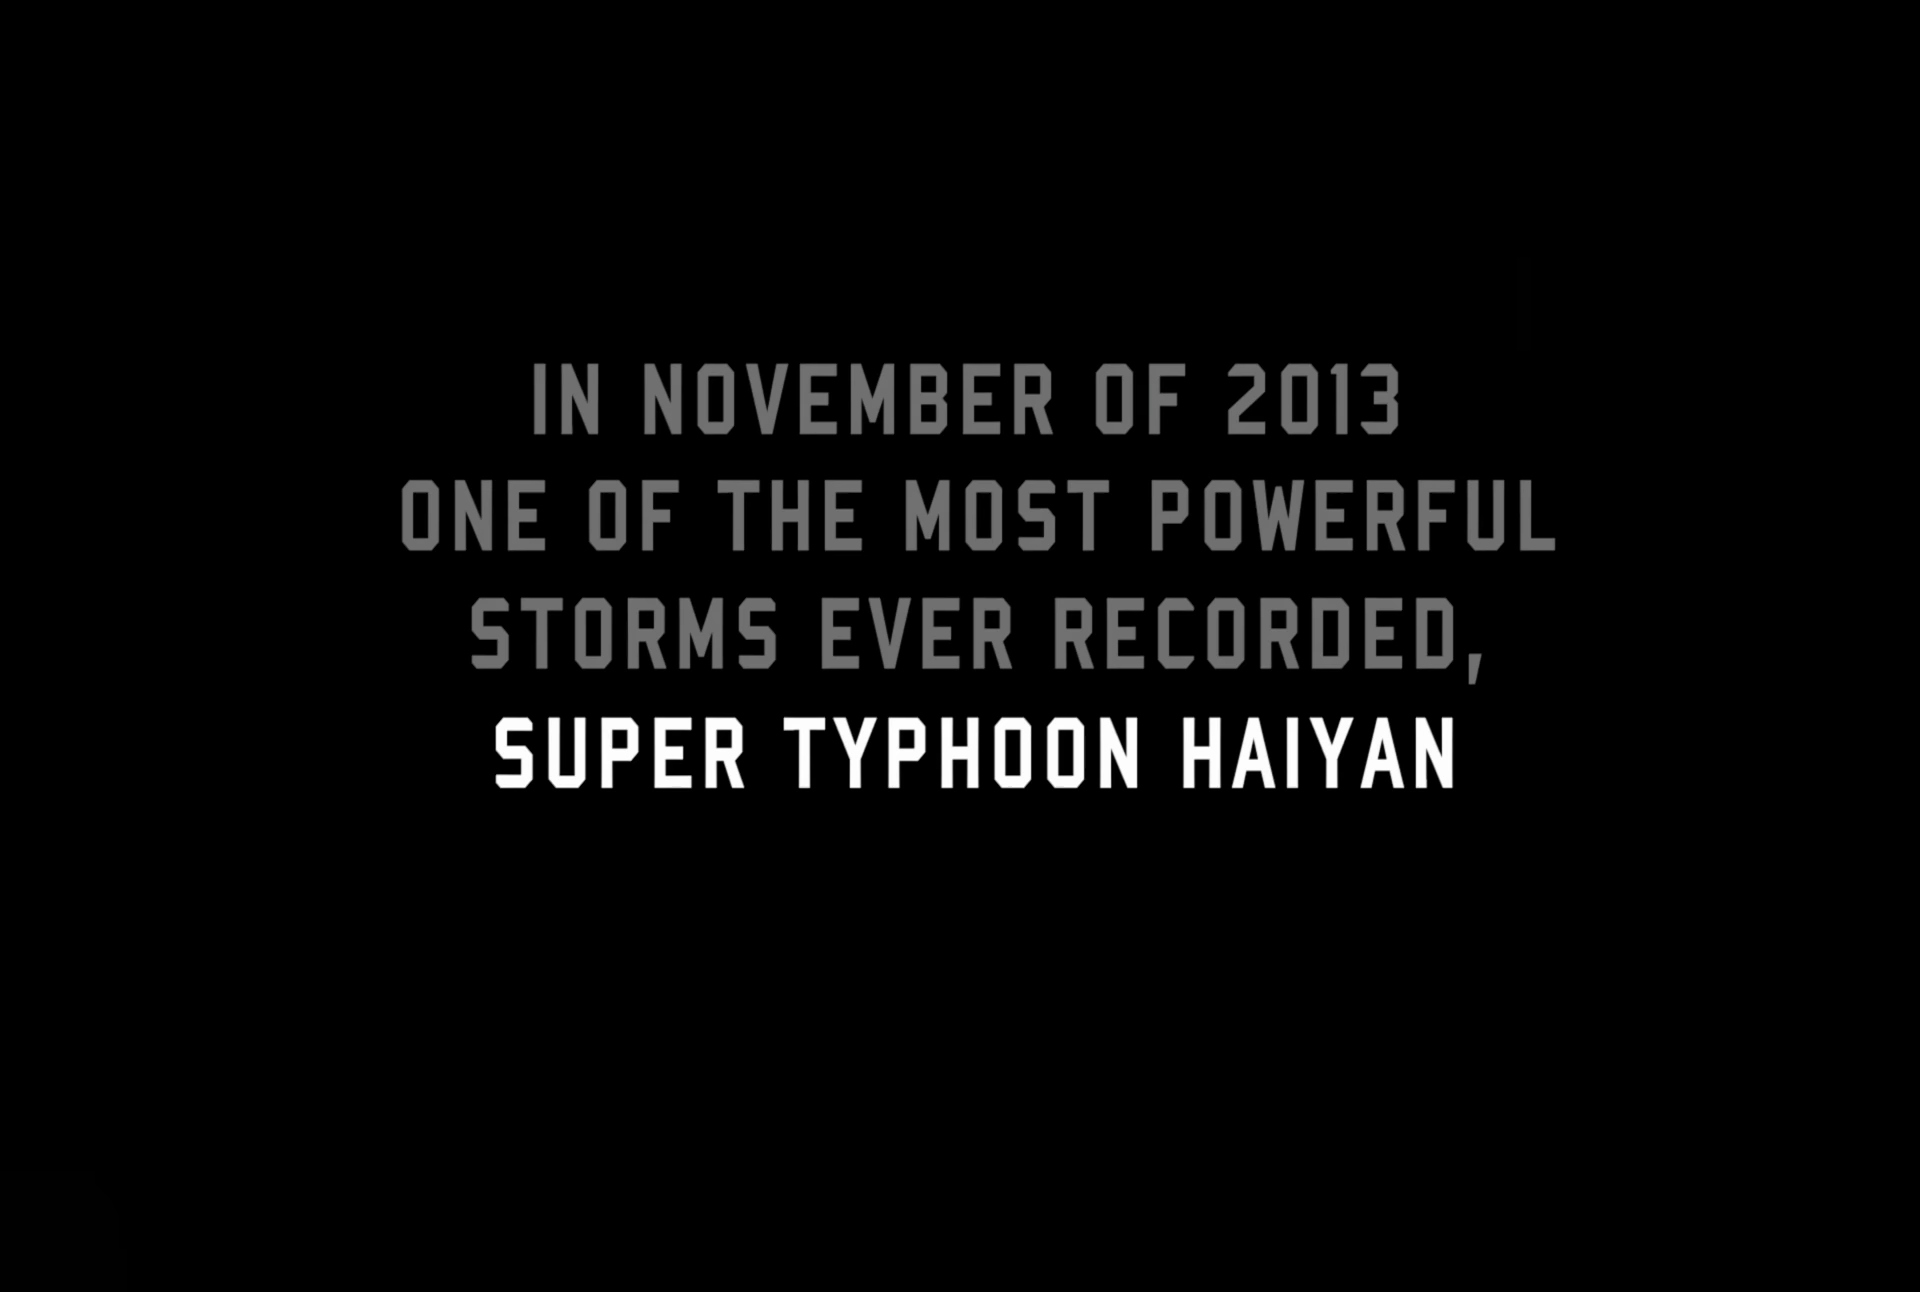 IN NOVEMBER OF 2013
ONE OF THE MOST POWERFUL
STORMS EVER RECORDED,
SUPER TYPHOON HAIYAN